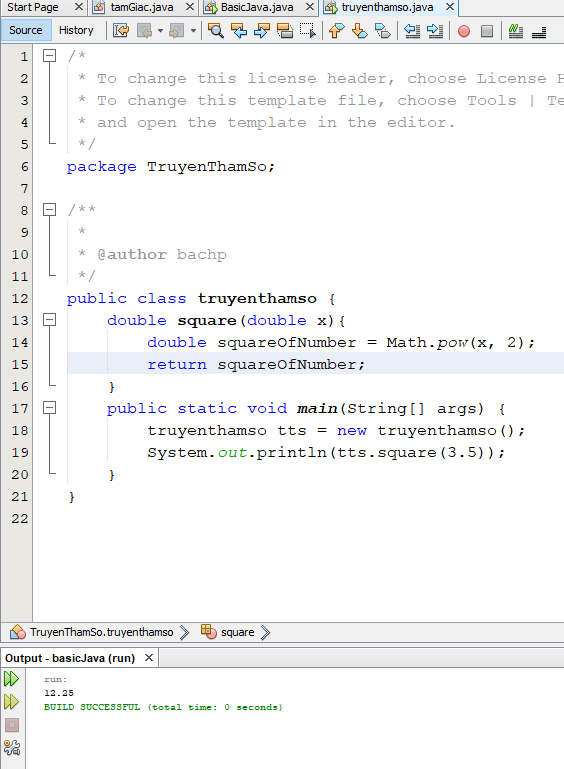 Start Page
tamGiac.java
BasicJava.java
truyenthamso.java
Source History
1 /*
2 * To change this license header, choose License H
3 * To change this template file, choose Tools | Te
4 * and open the template in the editor.
5 */
6 package TruyenThamSo;
7
8 /**
9 *
10 * @author bachp
11 */
12 public class truyenthamso {
13 double square(double x){
14 double squareOfNumber = Math.pow(x, 2);
15 return squareOfNumber;
16 }
17 public static void main(String[] args) {
18 truyenthamso tts = new truyenthamso();
19 System.out.println(tts.square(3.5));
20 }
21 }
22
TruyenThamSo.truyenthamso square
Output - basicJava (run)
run:
12.25
BUILD SUCCESSFUL (total time: 0 seconds)